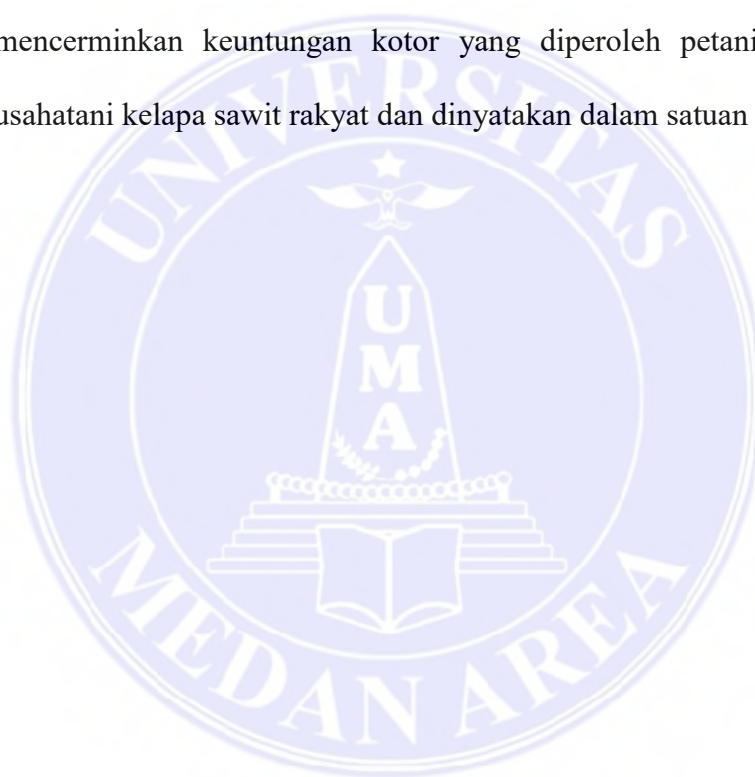 mencerminkan keuntungan kotor yang diperoleh petani
usahatani kelapa sawit rakyat dan dinyatakan dalam satuan
UNIVERSITAS
UMA
MEDAN AREA